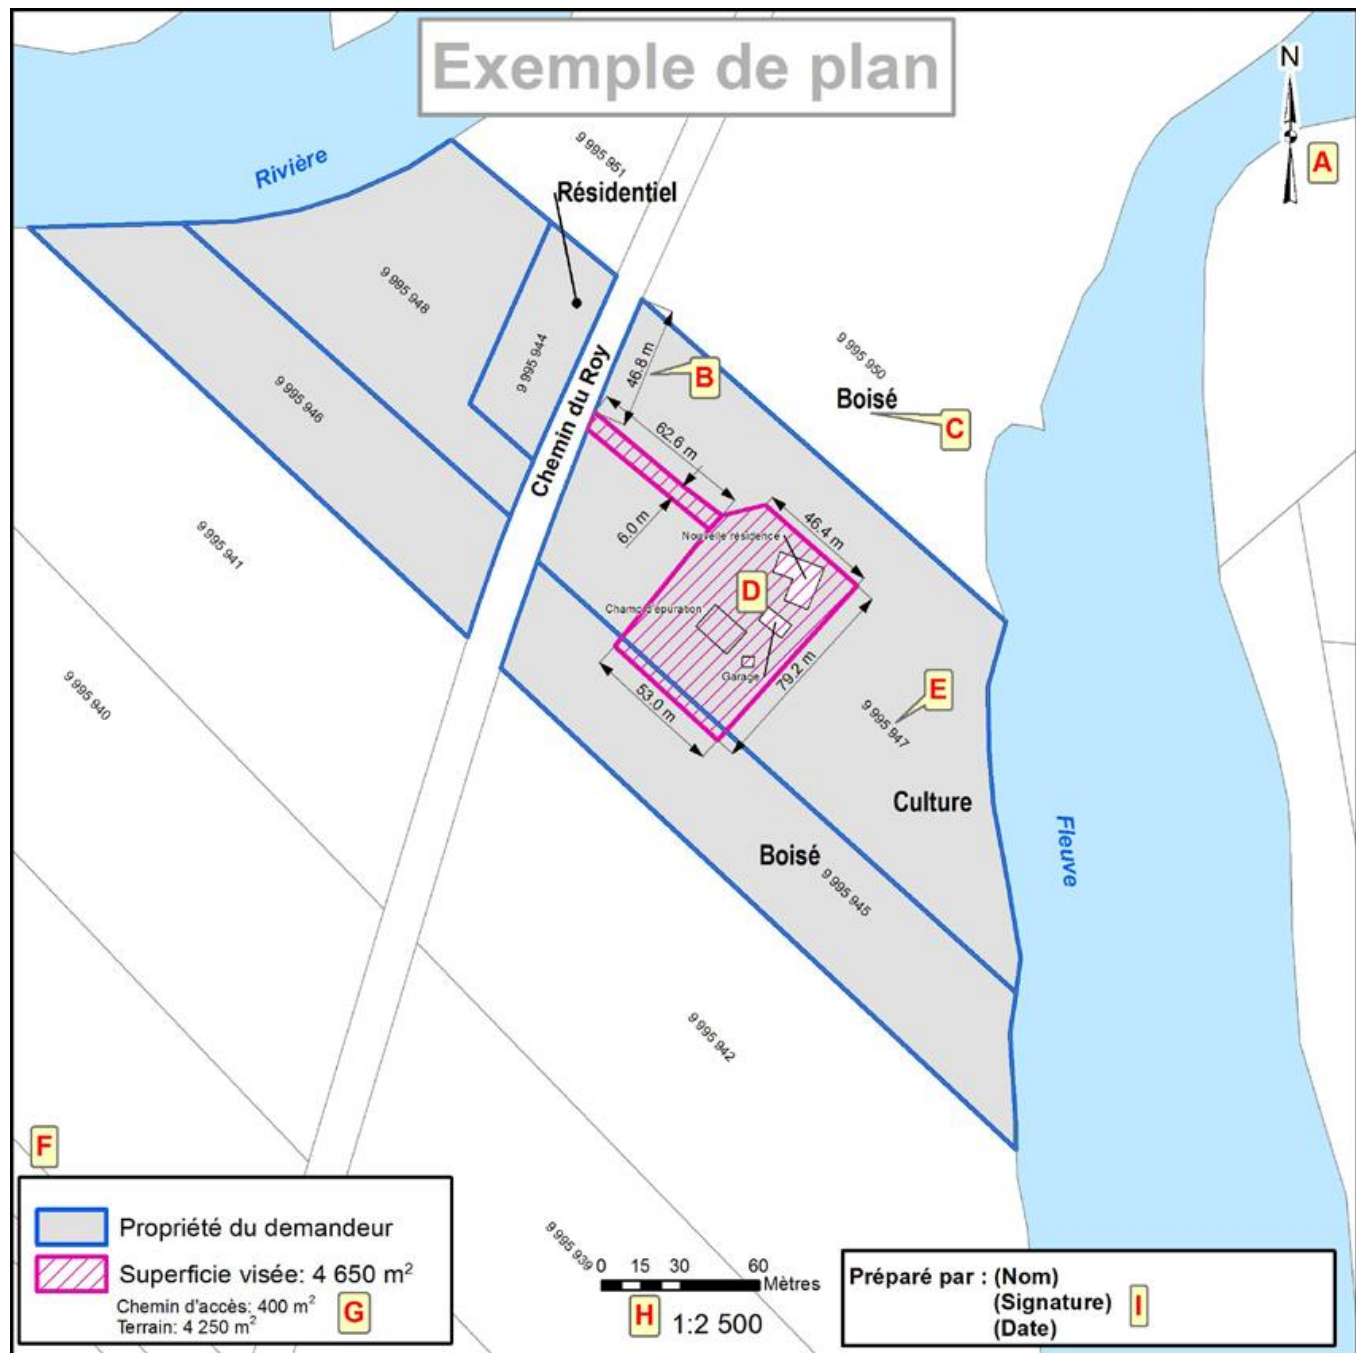 Exemple de plan
N
A
Rivière
9 995 951
Résidentiel
9 995 948
9 995 944
9 995 946
Chemin du Roy
46.8 m
B
9 995 950
Boisé
C
62.6 m
6.0 m
46.4 m
Nouvelle résidence
D
Champ d'épuration
Garage
79.2 m
53.0 m
E
9 995 947
9 995 941
9 995 940
Culture
Boisé
9 995 945
Fleuve
9 995 942
F
Propriété du demandeur
Superficie visée: 4 650 m²
Chemin d'accès: 400 m²
Terrain: 4 250 m²
G
9 995 939
0 15 30 60
Mètres
H
1:2 500
Préparé par : (Nom)
(Signature)
(Date)
I